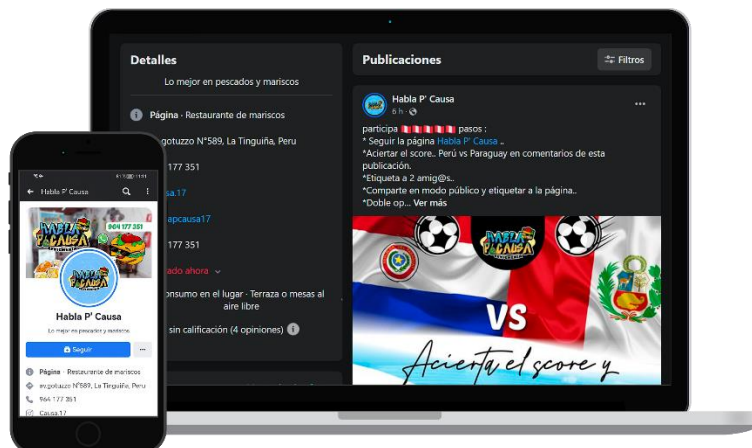 Detalles
Lo mejor en pescados y mariscos
Página · Restaurante de mariscos
gotuzzo N°589, La Tinguiña, Peru
177 351
sa.17
apcausa17
177 351
ado ahora
onsumo en el lugar · Terraza o mesas al
aire libre
sin calificación (4 opiniones)
Publicaciones
Filtros
Habla P' Causa
6 h ·
participa pasos :
* Seguir la página Habla P' Causa ..
*Aciertar el score.. Perú vs Paraguay en comentarios de esta
publicación.
*Etiqueta a 2 amig@s..
*Comparte en modo público y etiquetar a la página..
*Doble op... Ver más
HABLA
P'CAUSA
VS
Acierta el score y
Habla P' Causa
HABLA
P'CAUSA
964 177 351
HABLA
P'CAUSA
Habla P' Causa
Lo mejor en pescados y mariscos
Seguir
Página · Restaurante de mariscos
av.gotuzzo N°589, La Tinguiña, Peru
964 177 351
Causa.17